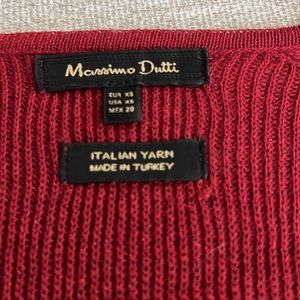 Massimo Dutti
EUR XS
USA XS
MEX 26
ITALIAN YARN
MADE IN TURKEY